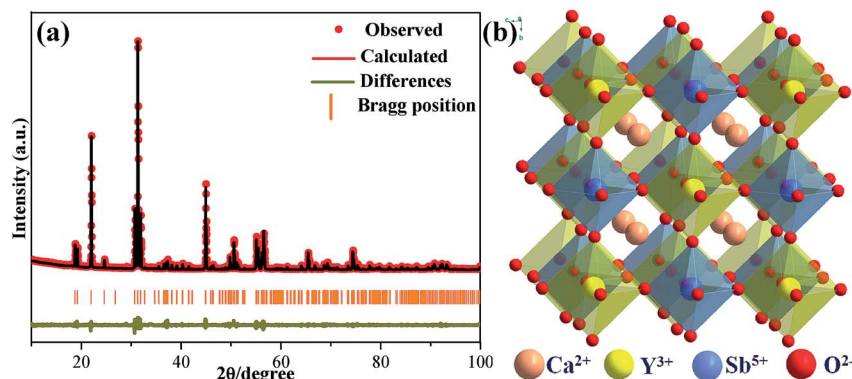 (a)
Observed
Calculated
Differences
Bragg position
Intensity (a.u.)
20 40 60 80 100
2θ/degree
(b)
Ca²⁺ Y³⁺ Sb⁵⁺ O²⁻